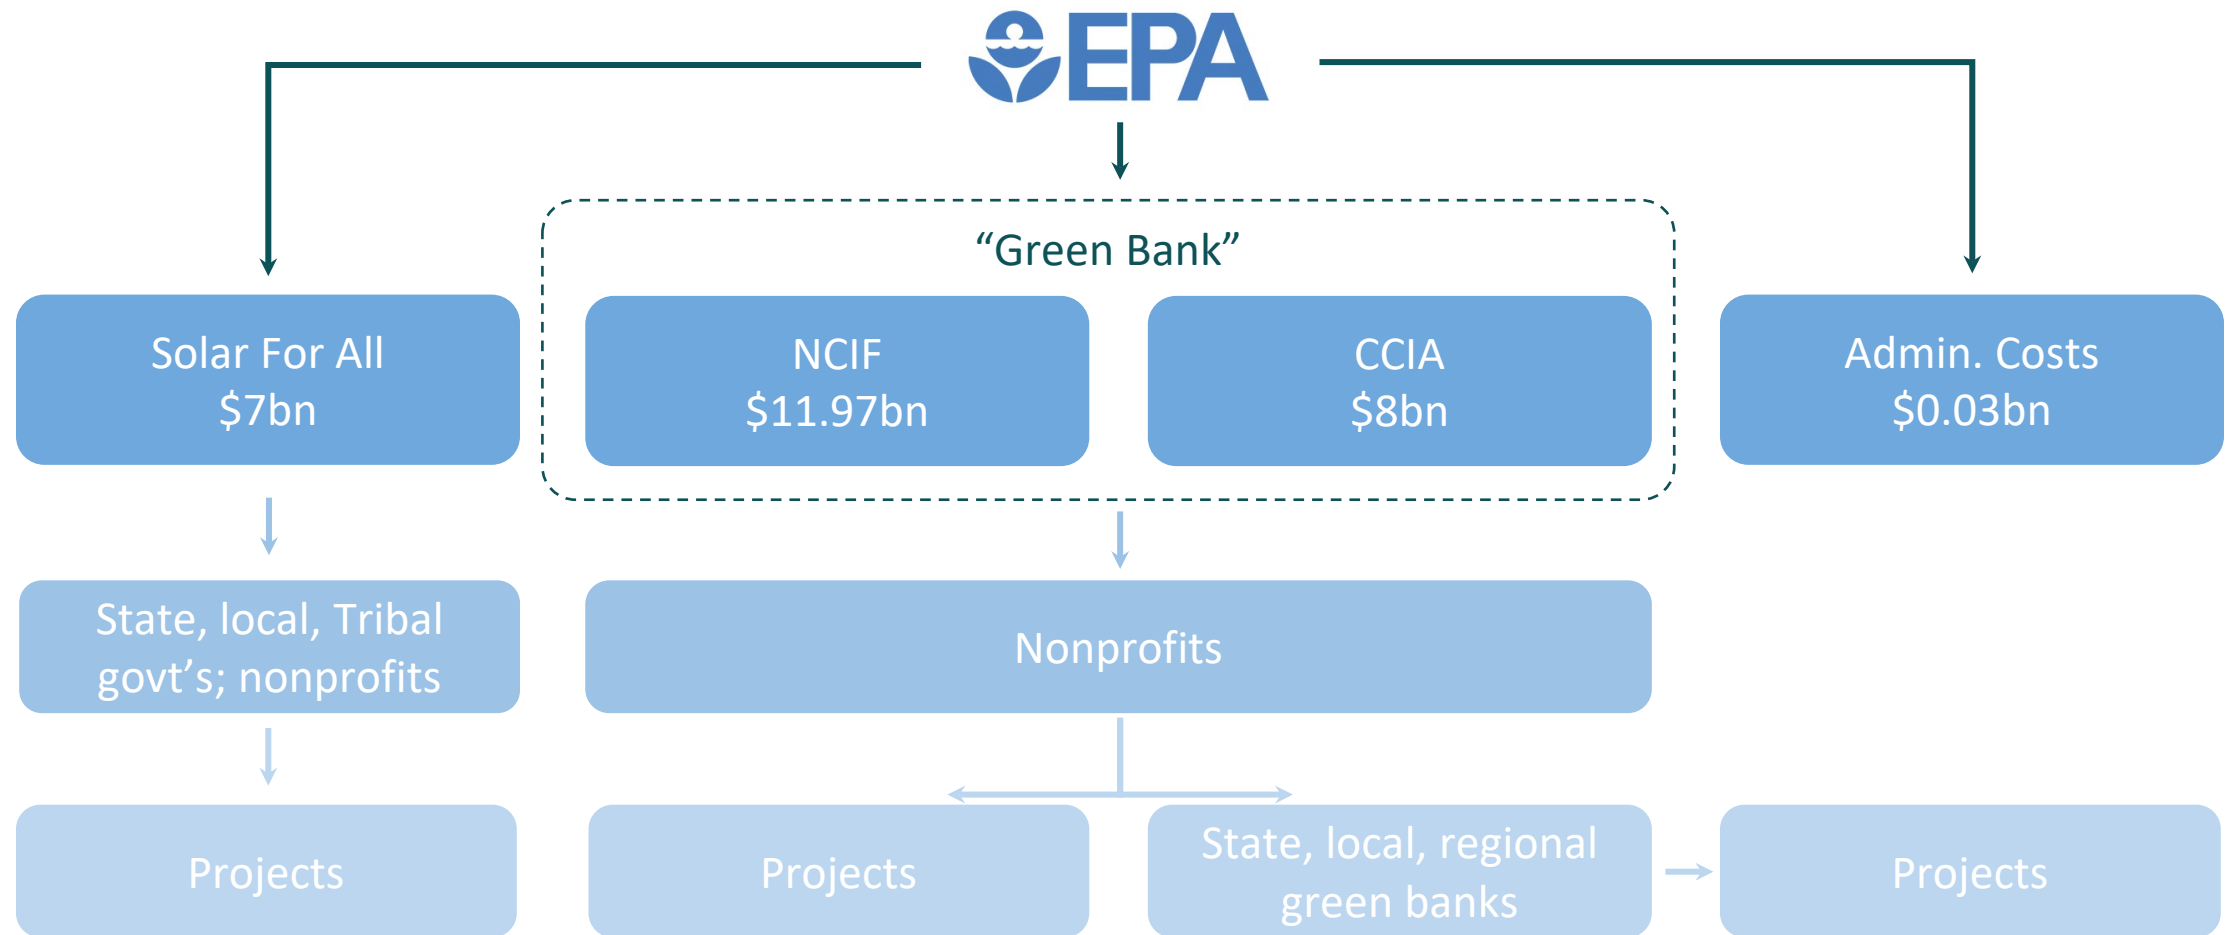 EPA
“Green Bank”
Solar For All
$7bn
NCIF
$11.97bn
CCIA
$8bn
Admin. Costs
$0.03bn
State, local, Tribal
govt’s; nonprofits
Nonprofits
Projects
Projects
State, local, regional
green banks
Projects